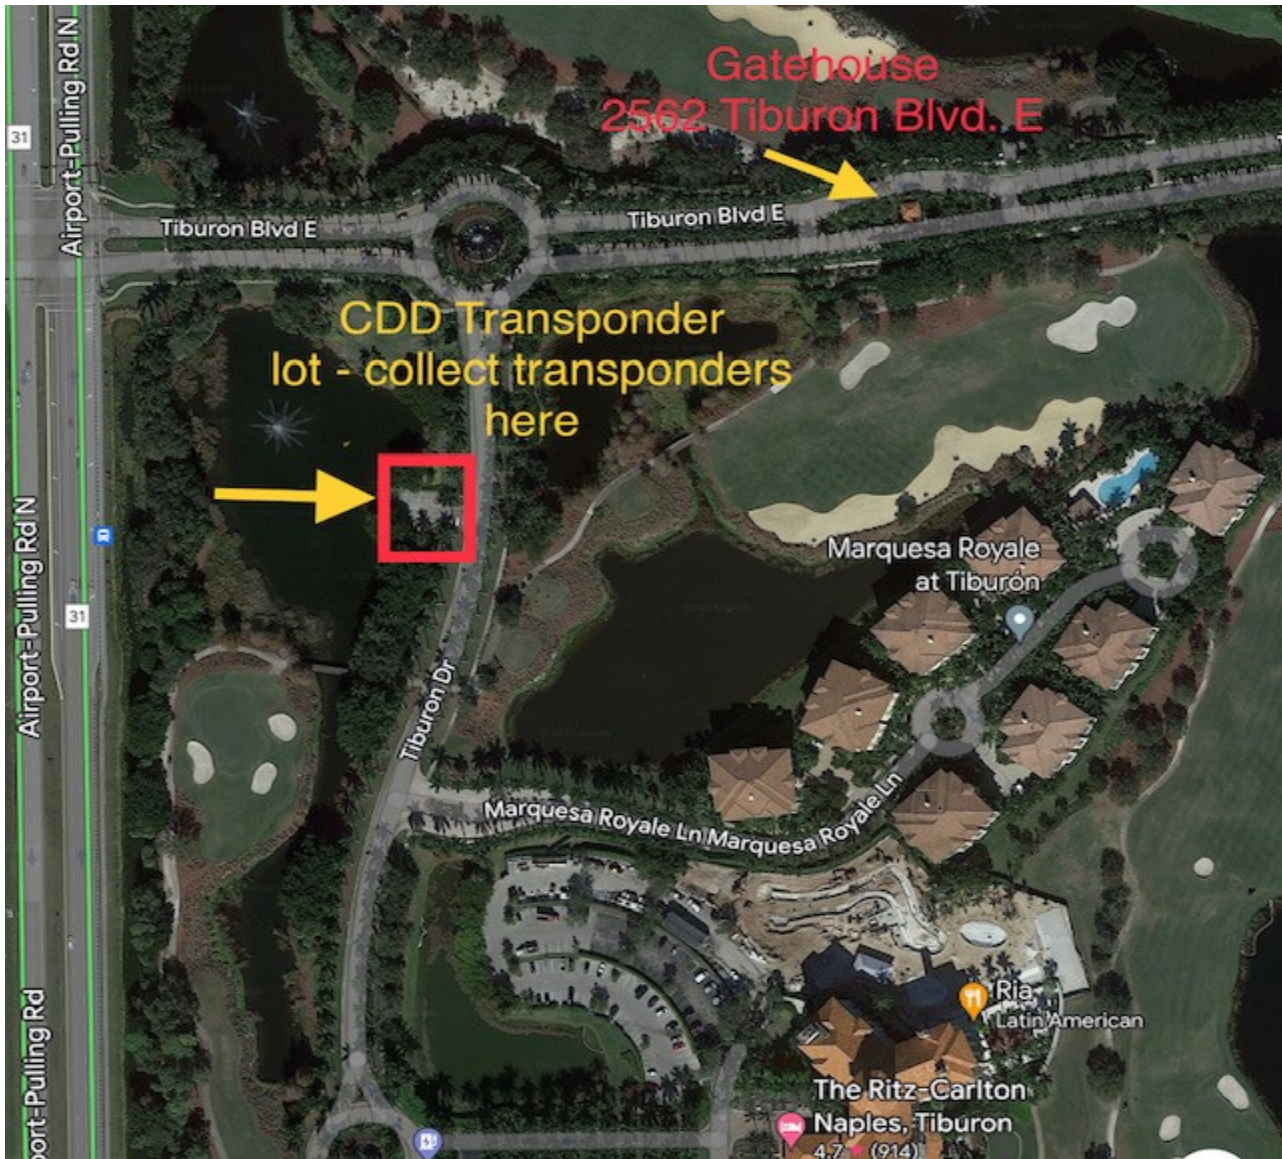 Airport-Pulling Rd N
31
Gatehouse
2562 Tiburon Blvd. E
Tiburon Blvd E
Tiburon Blvd E
CDD Transponder
lot - collect transponders
here
Airport-Pulling Rd N
31
Marquesa Royale
at Tiburón
Tiburon Dr
Marquesa Royale Ln Marquesa Royale Ln
Ria
Latin American
port-Pulling Rd
The Ritz-Carlton
Naples, Tiburon
4.7 ★ (914)